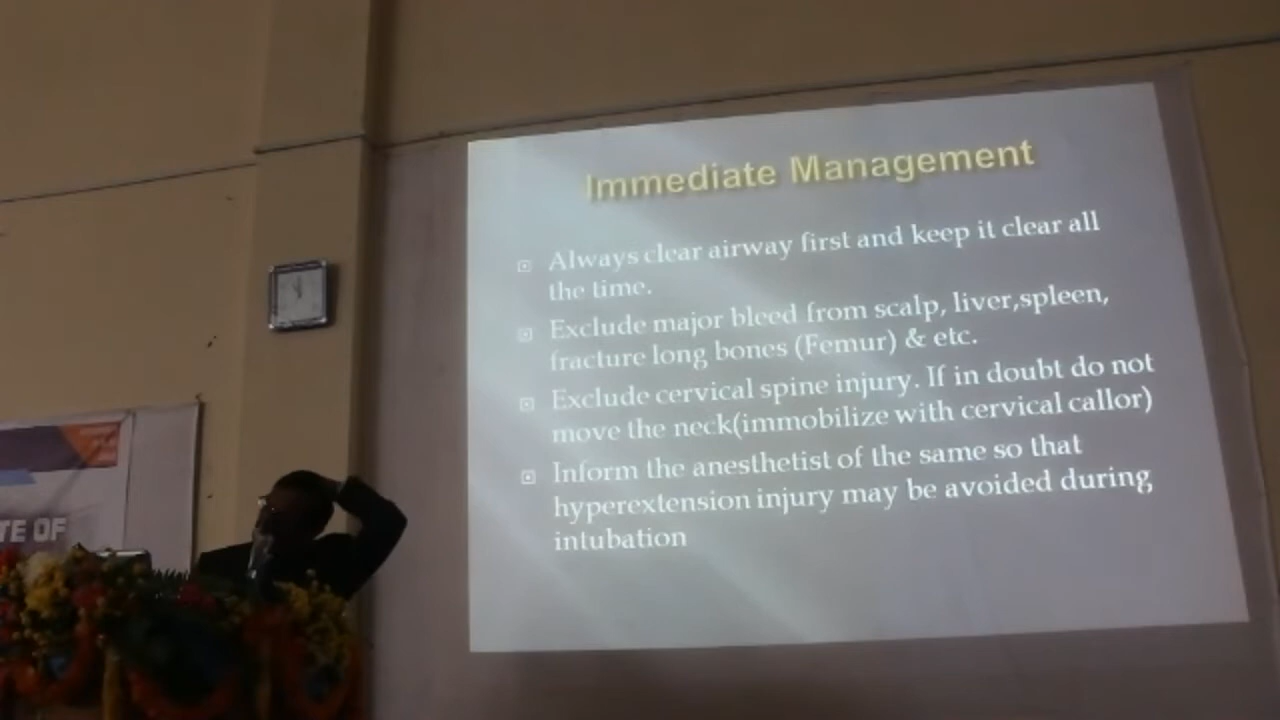 Immediate Management
Always clear airway first and keep it clear all
the time.
Exclude major bleed from scalp, liver,spleen,
fracture long bones (Femur) & etc.
Exclude cervical spine injury. If in doubt do not
move the neck(immobilize with cervical callor)
Inform the anesthetist of the same so that
hyperextension injury may be avoided during
intubation
TE OF